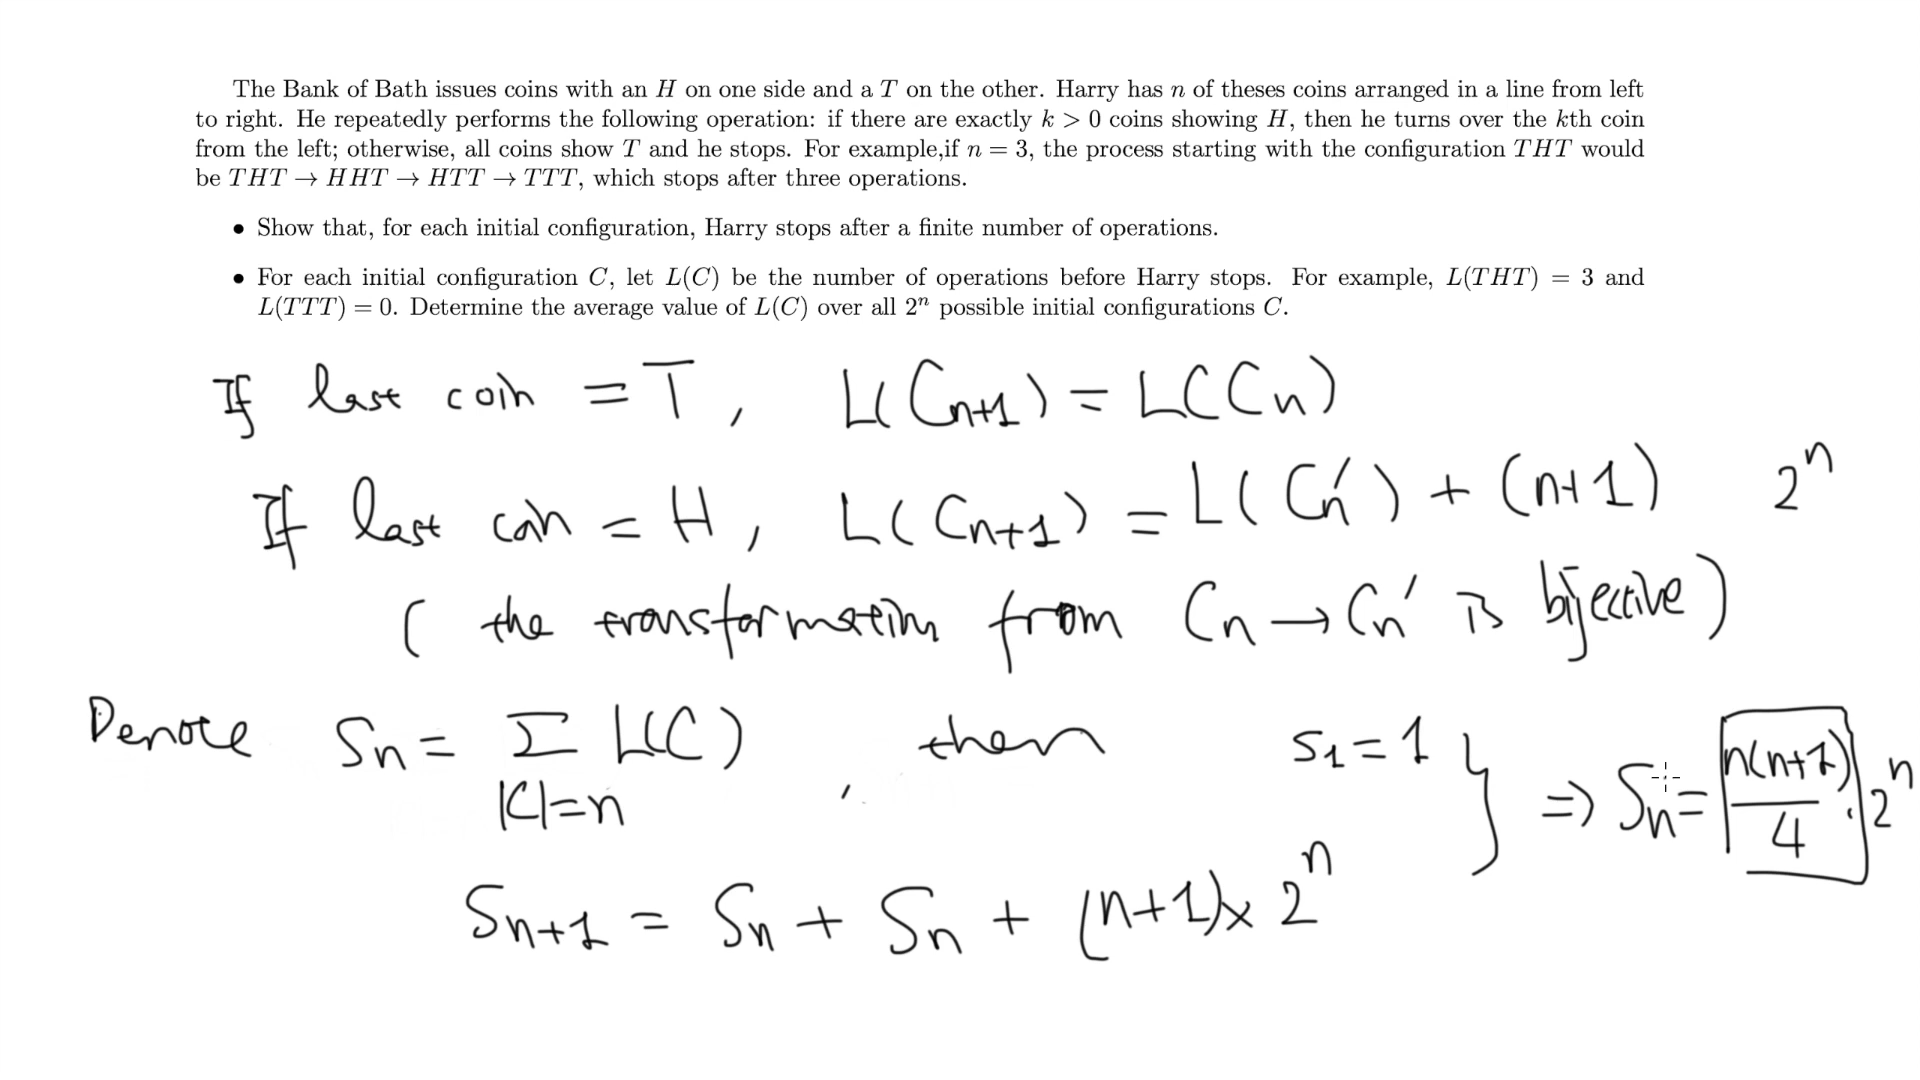 The Bank of Bath issues coins with an H on one side and a T on the other. Harry has n of theses coins arranged in a line from left
to right. He repeatedly performs the following operation: if there are exactly k > 0 coins showing H, then he turns over the kth coin
from the left; otherwise, all coins show T and he stops. For example,if n = 3, the process starting with the configuration THT would
be THT → HHT → HTT → TTT, which stops after three operations.
• Show that, for each initial configuration, Harry stops after a finite number of operations.
• For each initial configuration C, let L(C) be the number of operations before Harry stops. For example, L(THT) = 3 and
L(TTT) = 0. Determine the average value of L(C) over all 2ⁿ possible initial configurations C.
If last coin = T, L(Cₙ₊₁) = L(Cₙ)
If last coin = H, L(Cₙ₊₁) = L(Cₙ′) + (n+1) 2ⁿ
( the transformation from Cₙ → Cₙ′ is bijective )
Denote Sₙ = Σ L(C), then S₁ = 1 } ⇒ Sₙ = n(n+1)/4 · 2ⁿ
|C|=n
Sₙ₊₁ = Sₙ + Sₙ + (n+1) × 2ⁿ